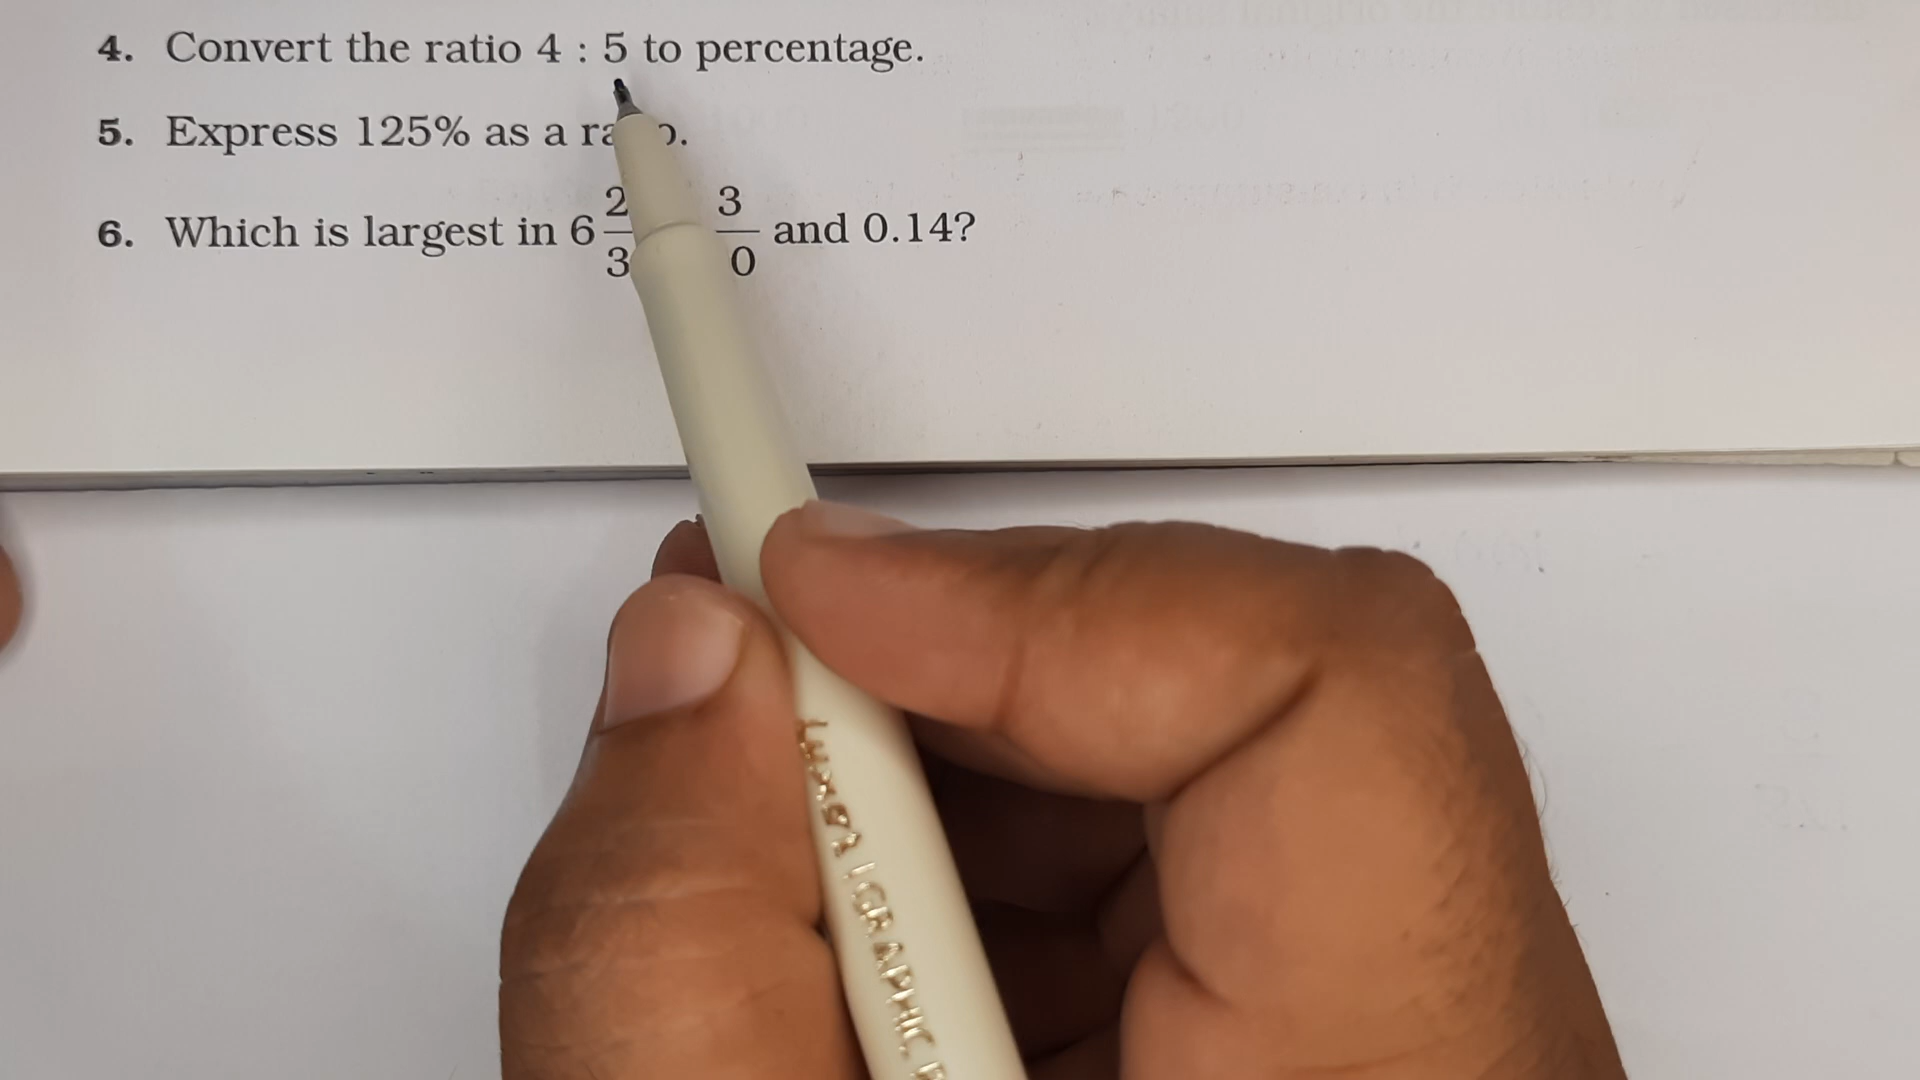 4. Convert the ratio 4 : 5 to percentage.
5. Express 125% as a
6. Which is largest in 6 2/3 3/ 0 and 0.14?
Luxor | GRAPHIC